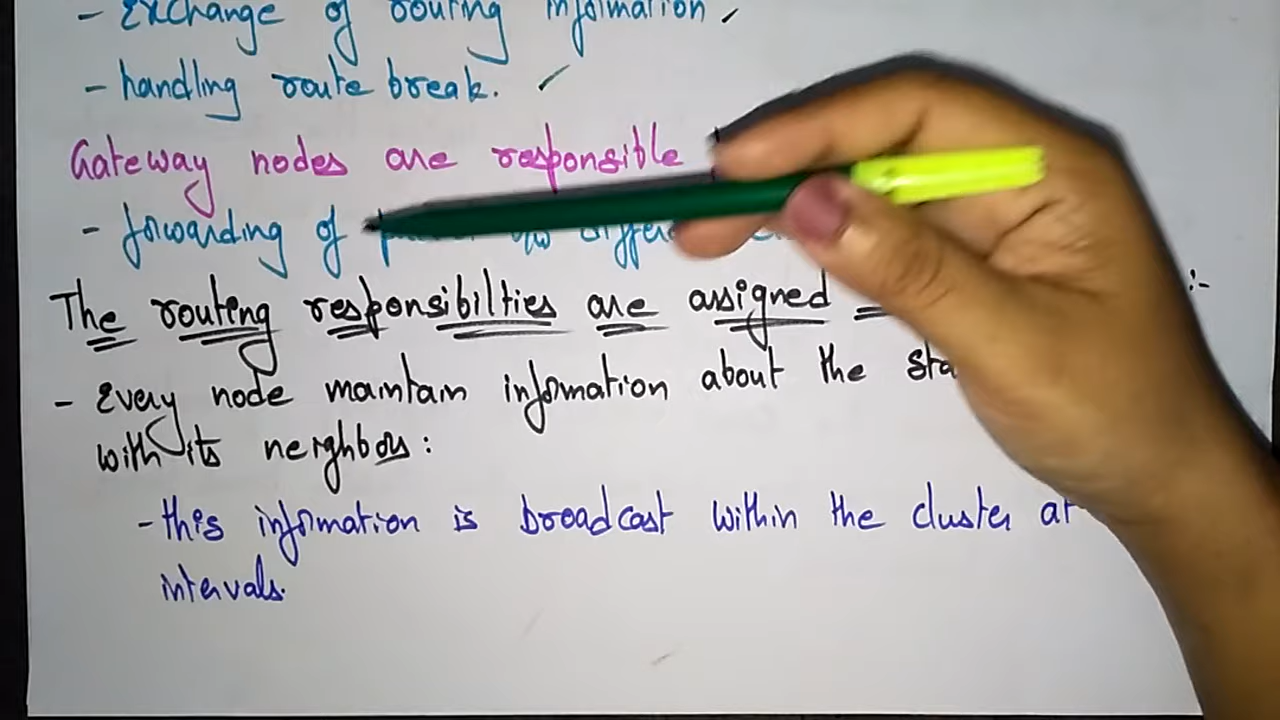 - Exchange of routing information ✓
- handling route break. ✓
Gateway nodes are responsible
- forwarding of
The routing responsibilties are assigned :-
- Every node maintain information about the
with its neighbors:
- this information is broadcast within the cluster at
intervals.